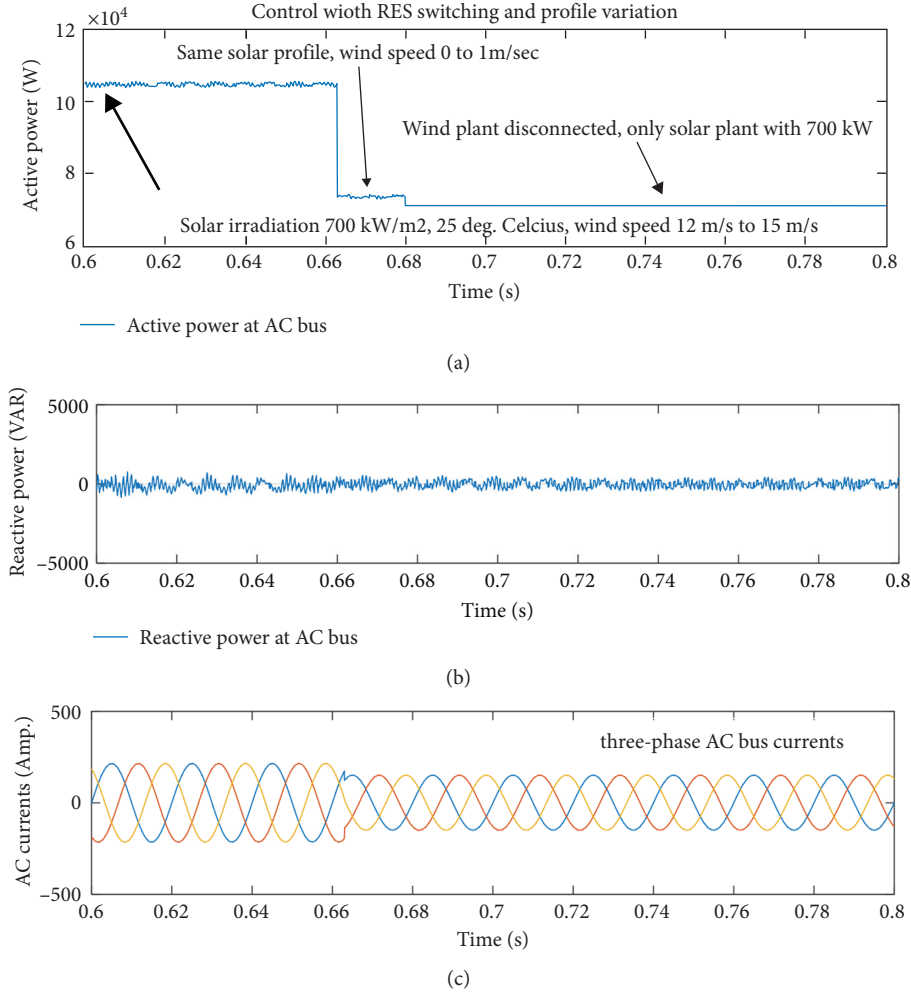 Control wioth RES switching and profile variation
×10⁴
12
10
8
6
Active power (W)
Same solar profile, wind speed 0 to 1m/sec
Wind plant disconnected, only solar plant with 700 kW
Solar irradiation 700 kW/m2, 25 deg. Celcius, wind speed 12 m/s to 15 m/s
0.6 0.62 0.64 0.66 0.68 0.7 0.72 0.74 0.76 0.78 0.8
Time (s)
Active power at AC bus
(a)
5000
0
−5000
Reactive power (VAR)
0.6 0.62 0.64 0.66 0.68 0.7 0.72 0.74 0.76 0.78 0.8
Time (s)
Reactive power at AC bus
(b)
500
0
−500
AC currents (Amp.)
three-phase AC bus currents
0.6 0.62 0.64 0.66 0.68 0.7 0.72 0.74 0.76 0.78 0.8
Time (s)
(c)